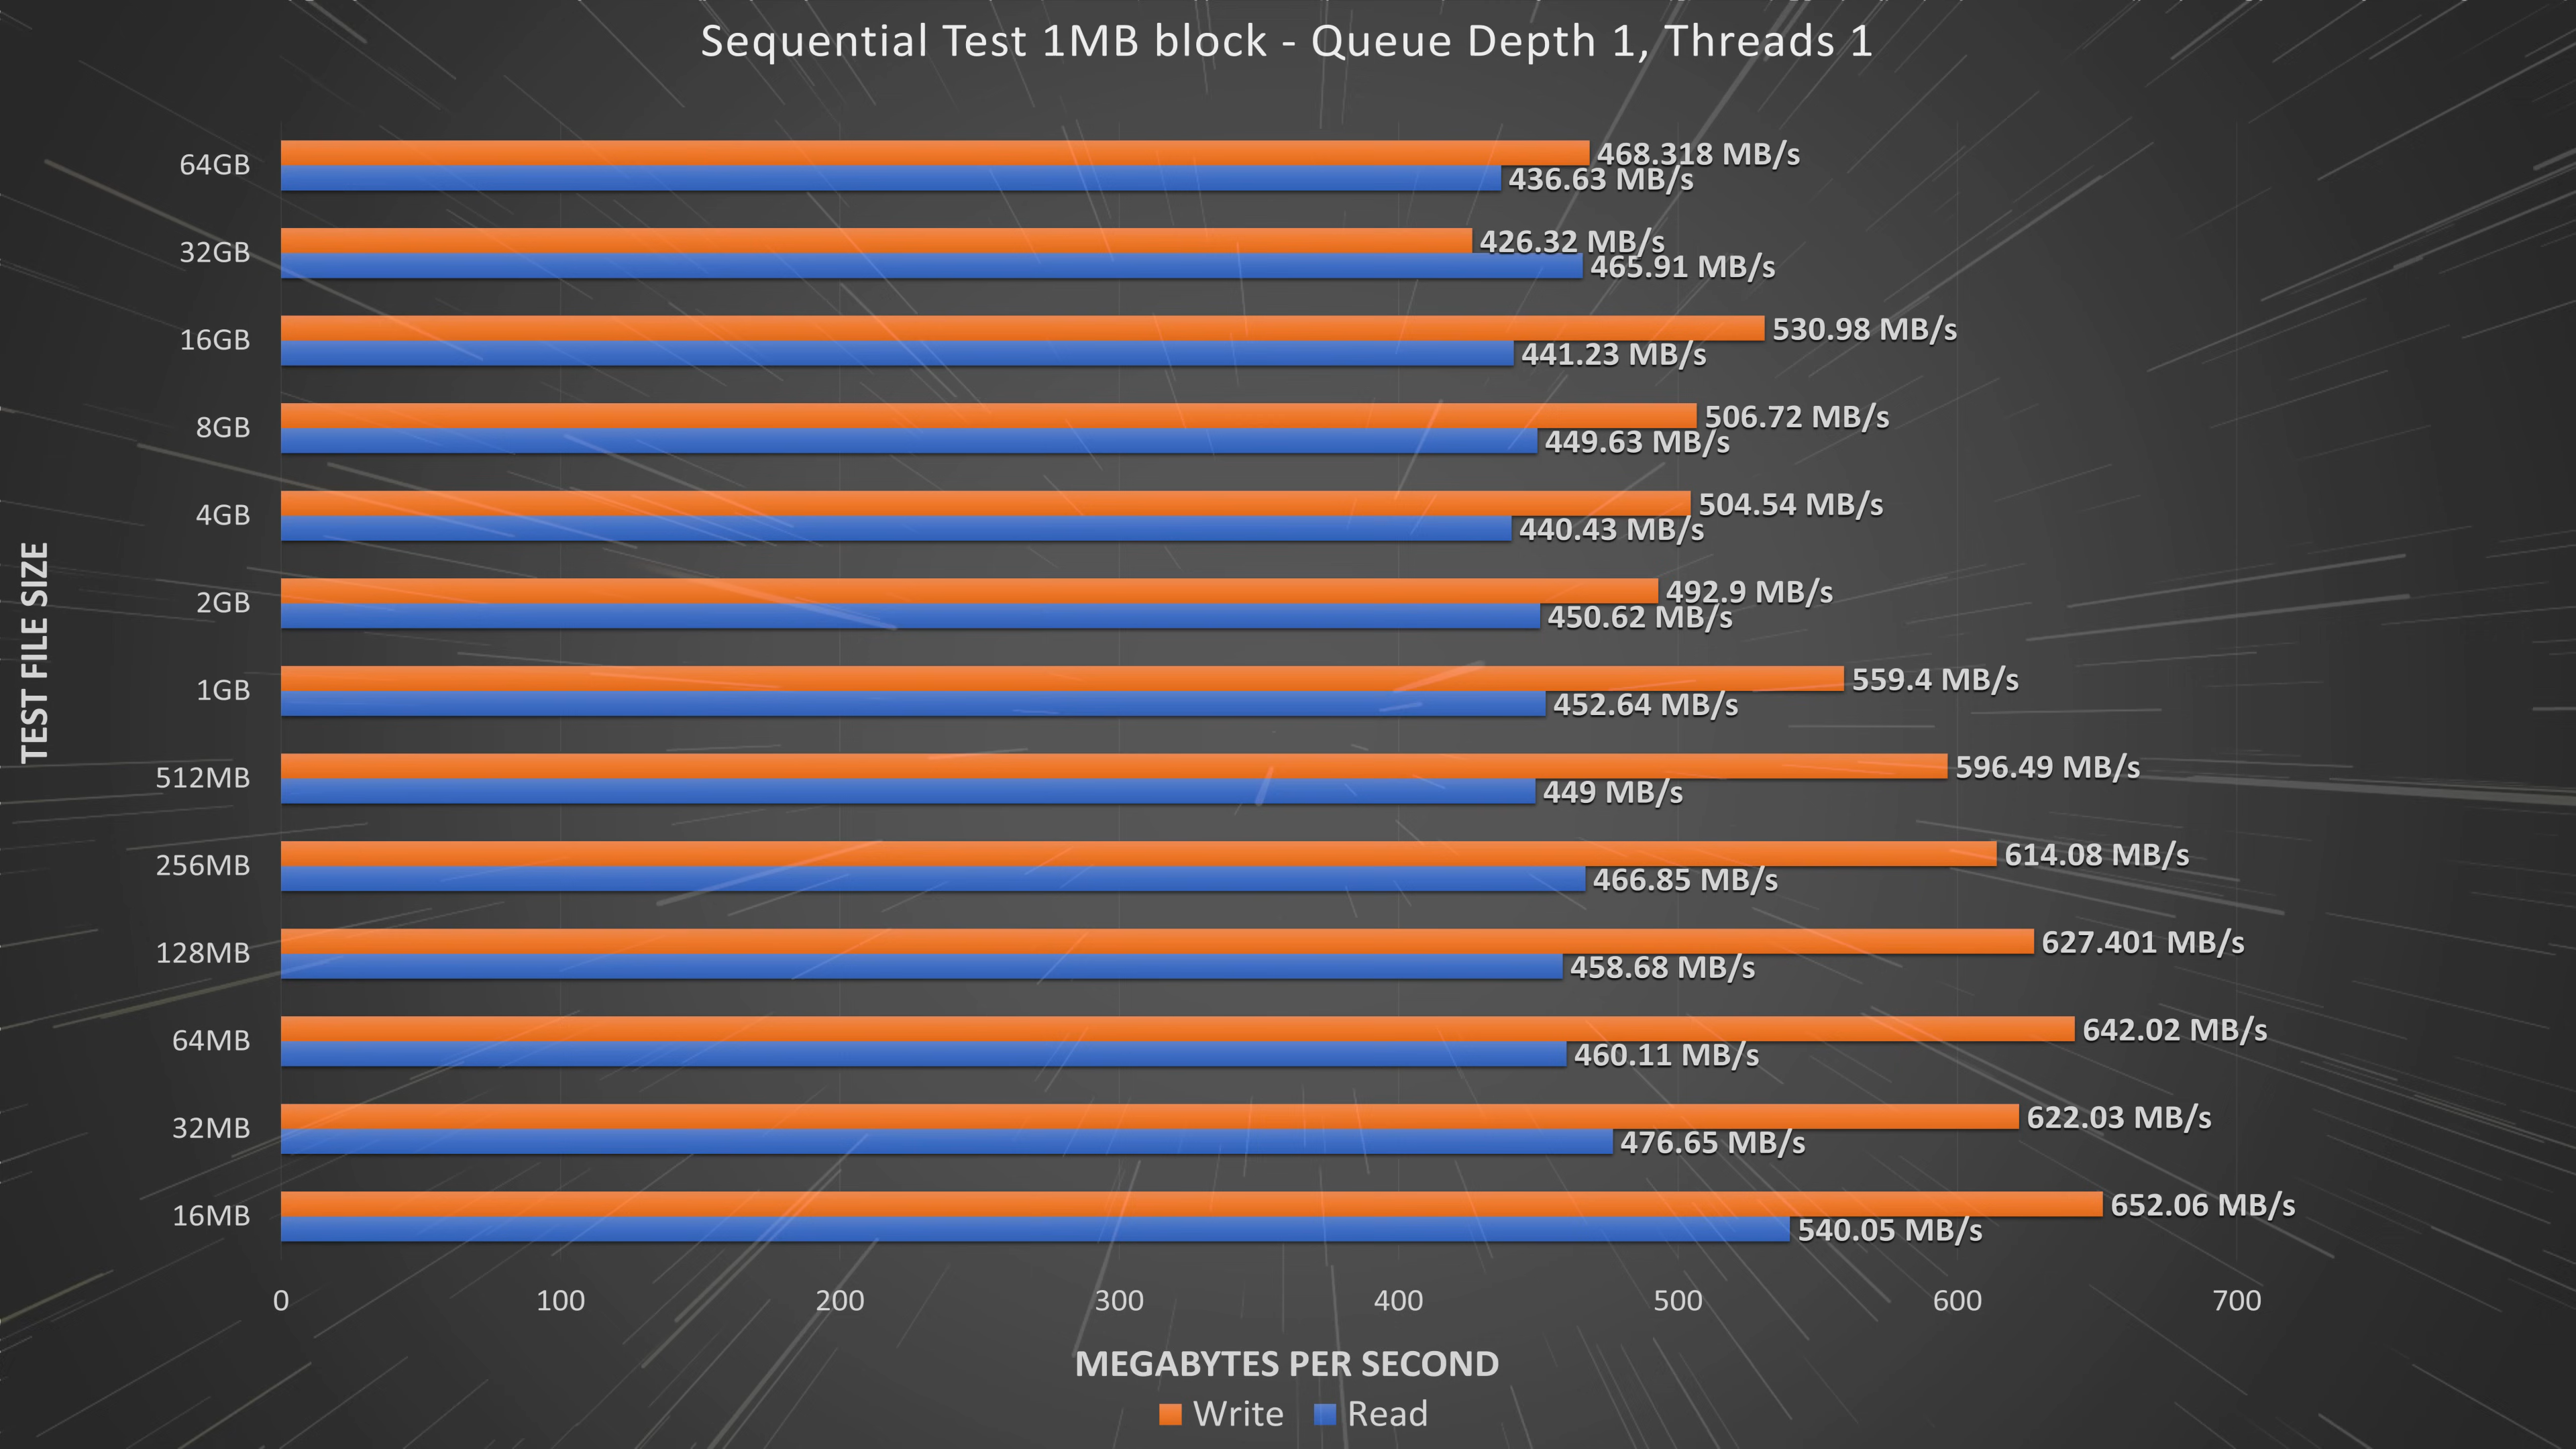 Sequential Test 1MB block - Queue Depth 1, Threads 1
TEST FILE SIZE
64GB
468.318 MB/s
436.63 MB/s
32GB
426.32 MB/s
465.91 MB/s
16GB
530.98 MB/s
441.23 MB/s
8GB
506.72 MB/s
449.63 MB/s
4GB
504.54 MB/s
440.43 MB/s
2GB
492.9 MB/s
450.62 MB/s
1GB
559.4 MB/s
452.64 MB/s
512MB
596.49 MB/s
449 MB/s
256MB
614.08 MB/s
466.85 MB/s
128MB
627.401 MB/s
458.68 MB/s
64MB
642.02 MB/s
460.11 MB/s
32MB
622.03 MB/s
476.65 MB/s
16MB
652.06 MB/s
540.05 MB/s
0 100 200 300 400 500 600 700
MEGABYTES PER SECOND
Write Read